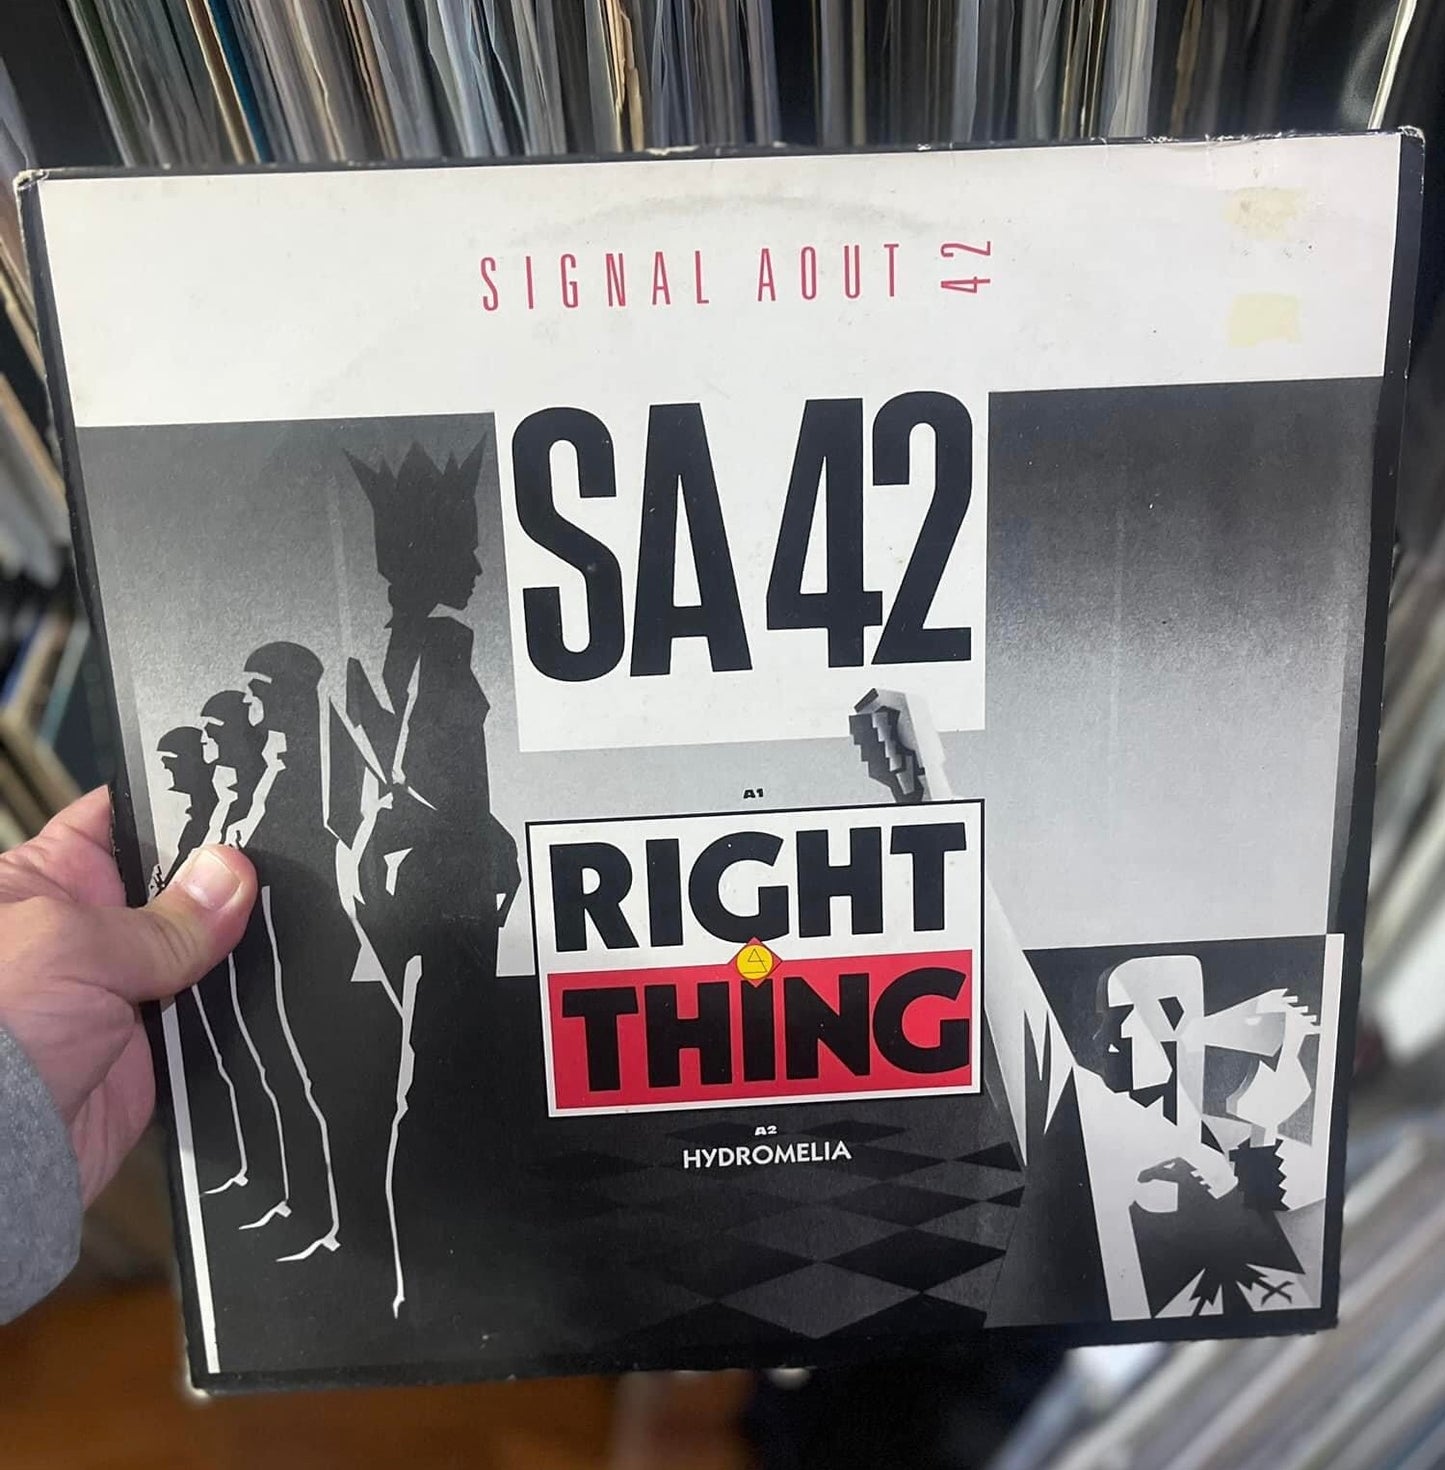 SIGNAL AOUT 42
SA42
A1
RIGHT
THING
A2
HYDROMELIA